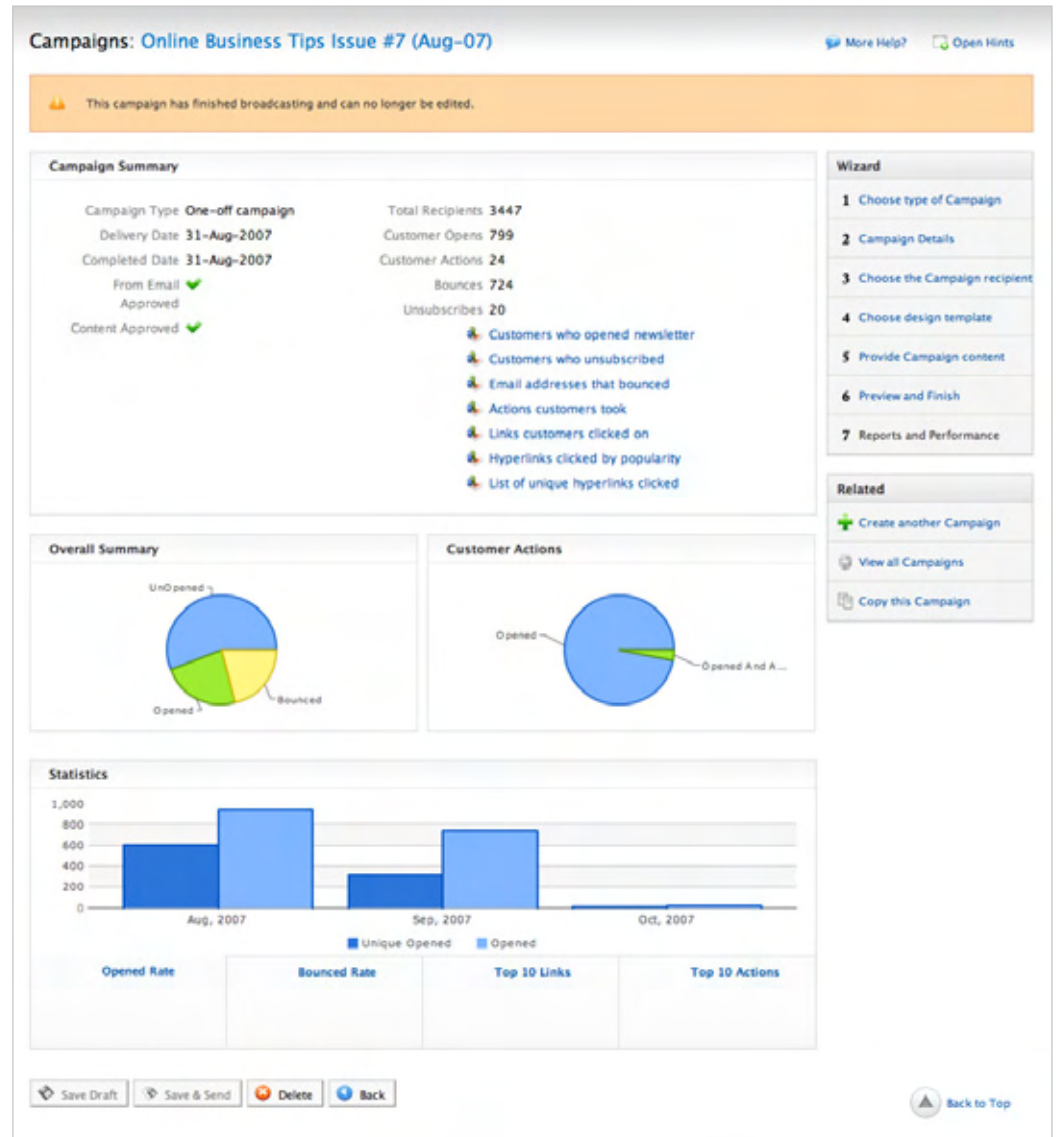 Campaigns: Online Business Tips Issue #7 (Aug-07)
More Help?
Open Hints
This campaign has finished broadcasting and can no longer be edited.
Campaign Summary
Campaign Type One-off campaign
Delivery Date 31-Aug-2007
Completed Date 31-Aug-2007
From Email
Approved
Content Approved
Total Recipients 3447
Customer Opens 799
Customer Actions 24
Bounces 724
Unsubscribes 20
Customers who opened newsletter
Customers who unsubscribed
Email addresses that bounced
Actions customers took
Links customers clicked on
Hyperlinks clicked by popularity
List of unique hyperlinks clicked
Wizard
1 Choose type of Campaign
2 Campaign Details
3 Choose the Campaign recipient
4 Choose design template
5 Provide Campaign content
6 Preview and Finish
7 Reports and Performance
Related
Create another Campaign
View all Campaigns
Copy this Campaign
Overall Summary
UnOpened
Opened
Bounced
Customer Actions
Opened
Opened And A...
Statistics
1,000
800
600
400
200
0
Aug, 2007
Sep, 2007
Oct, 2007
Unique Opened
Opened
Opened Rate
Bounced Rate
Top 10 Links
Top 10 Actions
Save Draft
Save & Send
Delete
Back
Back to Top